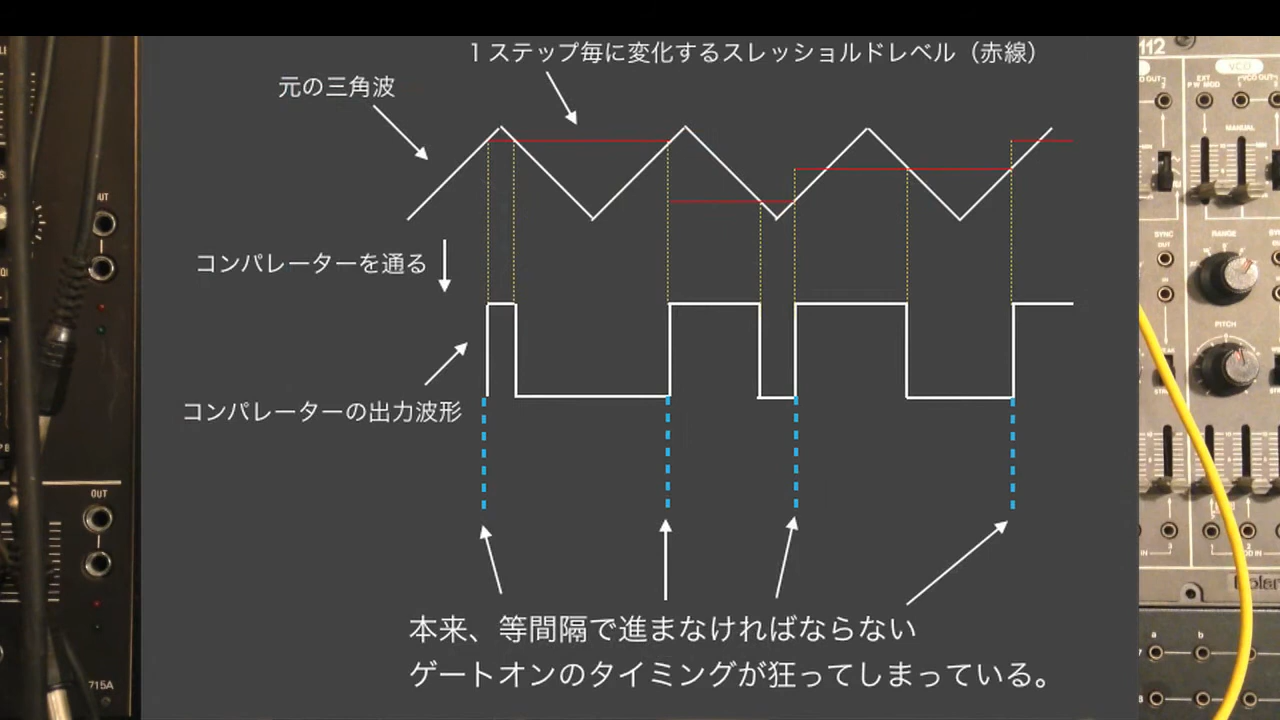 1ステップ毎に変化するスレッショルドレベル（赤線）
元の三角波
コンパレーターを通る
コンパレーターの出力波形
本来、等間隔で進まなければならない
ゲートオンのタイミングが狂ってしまっている。
OUT
715A
112
VCO
EXT
PW MOD
MANUAL
SYNC
OUT
RANGE
PITCH
a
b